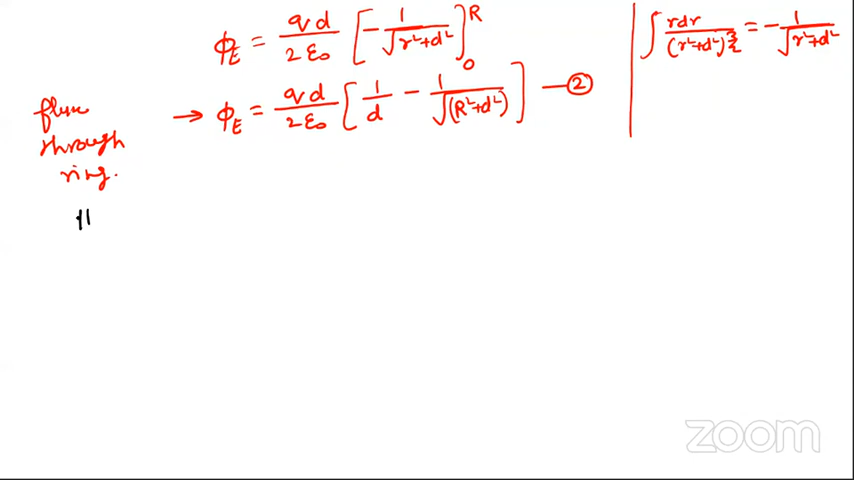 ϕE = qd/2ε₀ [-1/√(r²+d²)]₀ᴿ
∫ rdr/(r²+d²)^3/2 = -1/√(r²+d²)
→ ϕE = qd/2ε₀ [1/d - 1/√(R²+d²)] —②
flux
through
ring.
zoom